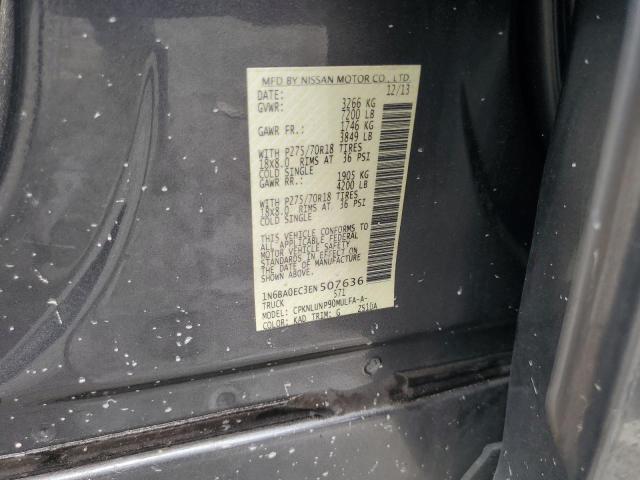 MFD BY NISSAN MOTOR CO., LTD.
DATE: 12/13
GVWR: 3266 KG
7200 LB
GAWR FR.: 1746 KG
3849 LB
WITH P275/70R18 TIRES
18X8.0 RIMS AT 36 PSI
COLD SINGLE
GAWR RR.: 1905 KG
4200 LB
WITH P275/70R18 TIRES
18X8.0 RIMS AT 36 PSI
COLD SINGLE
THIS VEHICLE CONFORMS TO
ALL APPLICABLE FEDERAL
MOTOR VEHICLE SAFETY
STANDARDS IN EFFECT ON
THE DATE OF MANUFACTURE
SHOWN ABOVE.
1N6BA0EC3EN507636
TRUCK S71
MODEL: CPKNLUNP90MULFA-A-
COLOR: KAD TRIM: G ZS10A